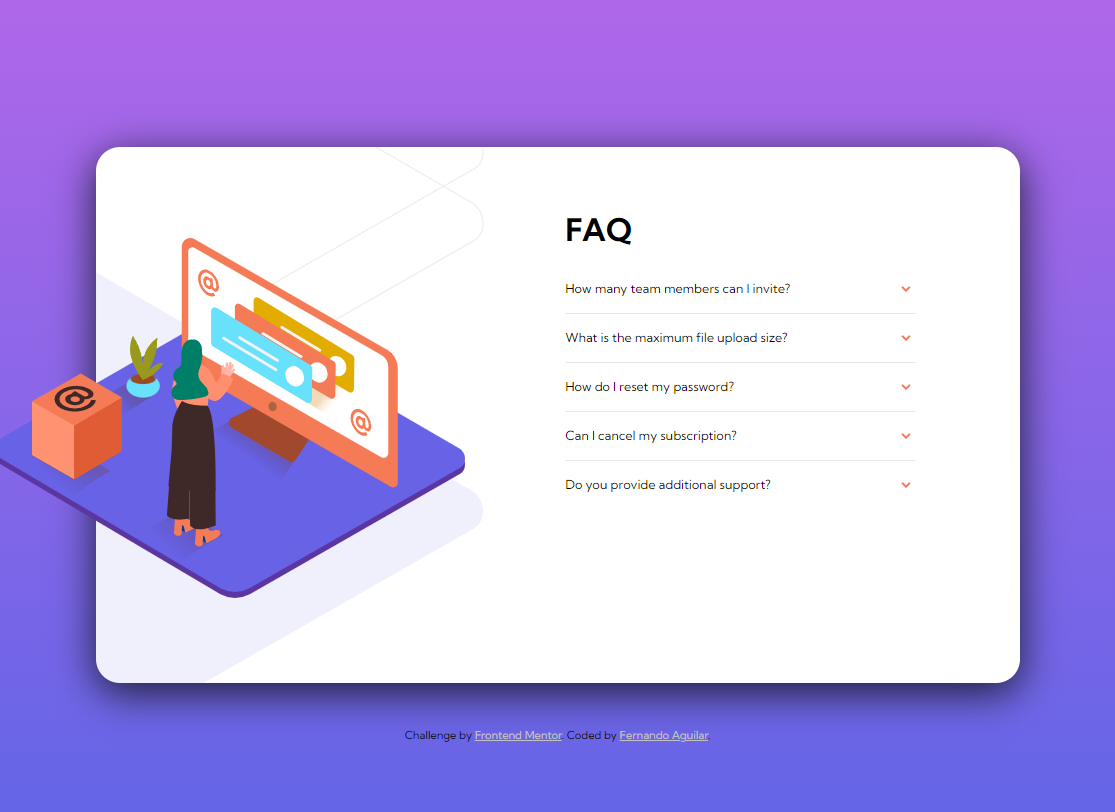 FAQ
How many team members can I invite?
What is the maximum file upload size?
How do I reset my password?
Can I cancel my subscription?
Do you provide additional support?
Challenge by Frontend Mentor. Coded by Fernando Aguilar.